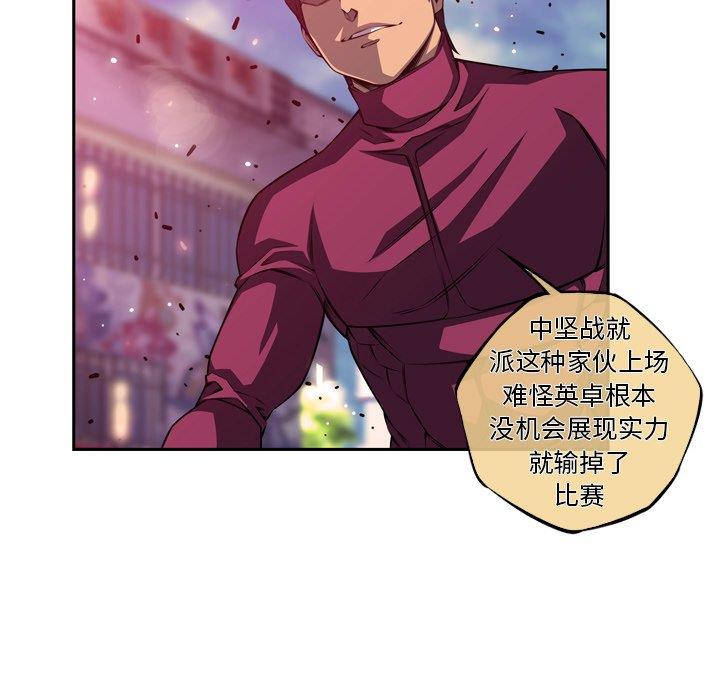 中坚战就
派这种家伙上场
难怪英卓根本
没机会展现实力
就输掉了
比赛